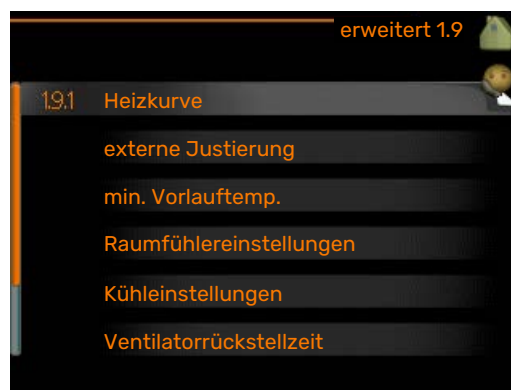 erweitert 1.9
1.9.1 Heizkurve
externe Justierung
min. Vorlauftemp.
Raumfühlereinstellungen
Kühleinstellungen
Ventilatorrückstellzeit